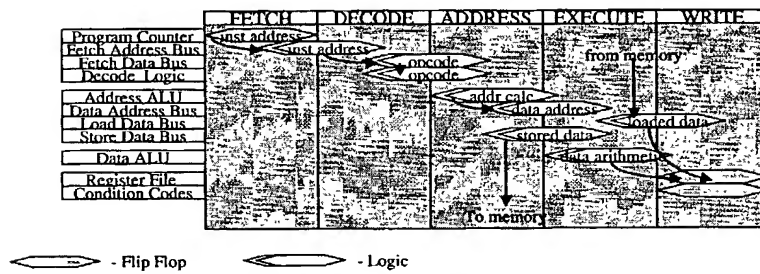 FETCH DECODE ADDRESS EXECUTE WRITE
Program Counter inst address
Fetch Address Bus inst address
Fetch Data Bus opcode
Decode Logic opcode
from memory
Address ALU addr calc
Data Address Bus data address
Load Data Bus loaded data
Store Data Bus stored data
Data ALU data arithmetic
Register File
Condition Codes
To memory
- Flip Flop - Logic